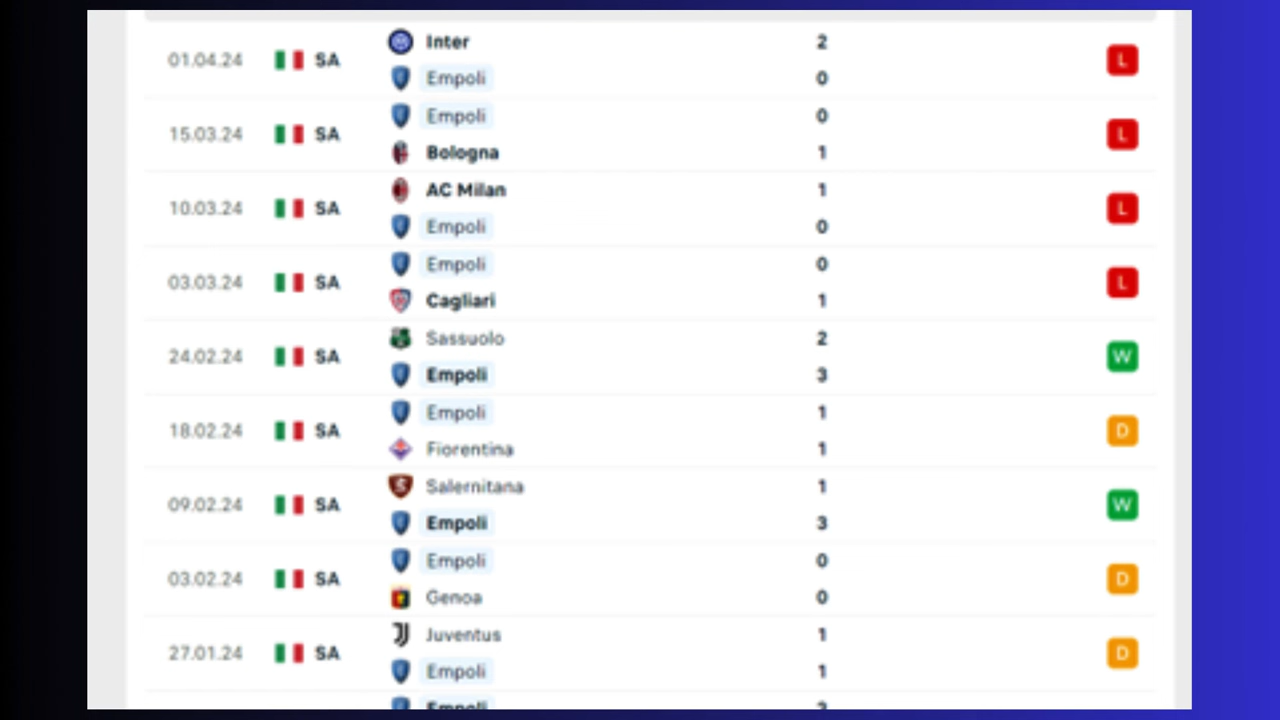 Inter 2
01.04.24 SA L
Empoli 0
Empoli 0
15.03.24 SA L
Bologna 1
AC Milan 1
10.03.24 SA L
Empoli 0
Empoli 0
03.03.24 SA L
Cagliari 1
Sassuolo 2
24.02.24 SA W
Empoli 3
Empoli 1
18.02.24 SA D
Fiorentina 1
Salernitana 1
09.02.24 SA W
Empoli 3
Empoli 0
03.02.24 SA D
Genoa 0
Juventus 1
27.01.24 SA D
Empoli 1
Empoli